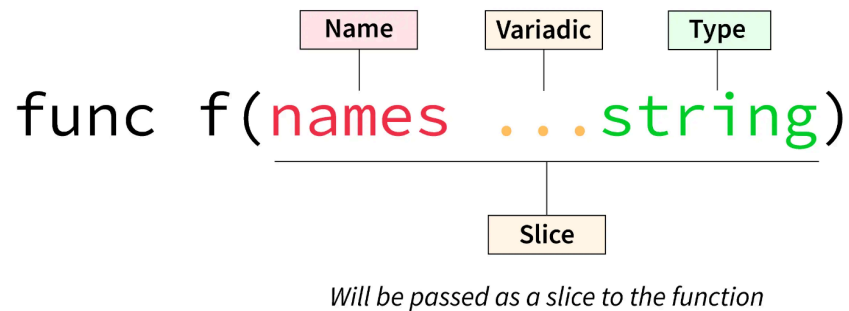 Name Variadic Type
func f(names ...string)
Slice
Will be passed as a slice to the function